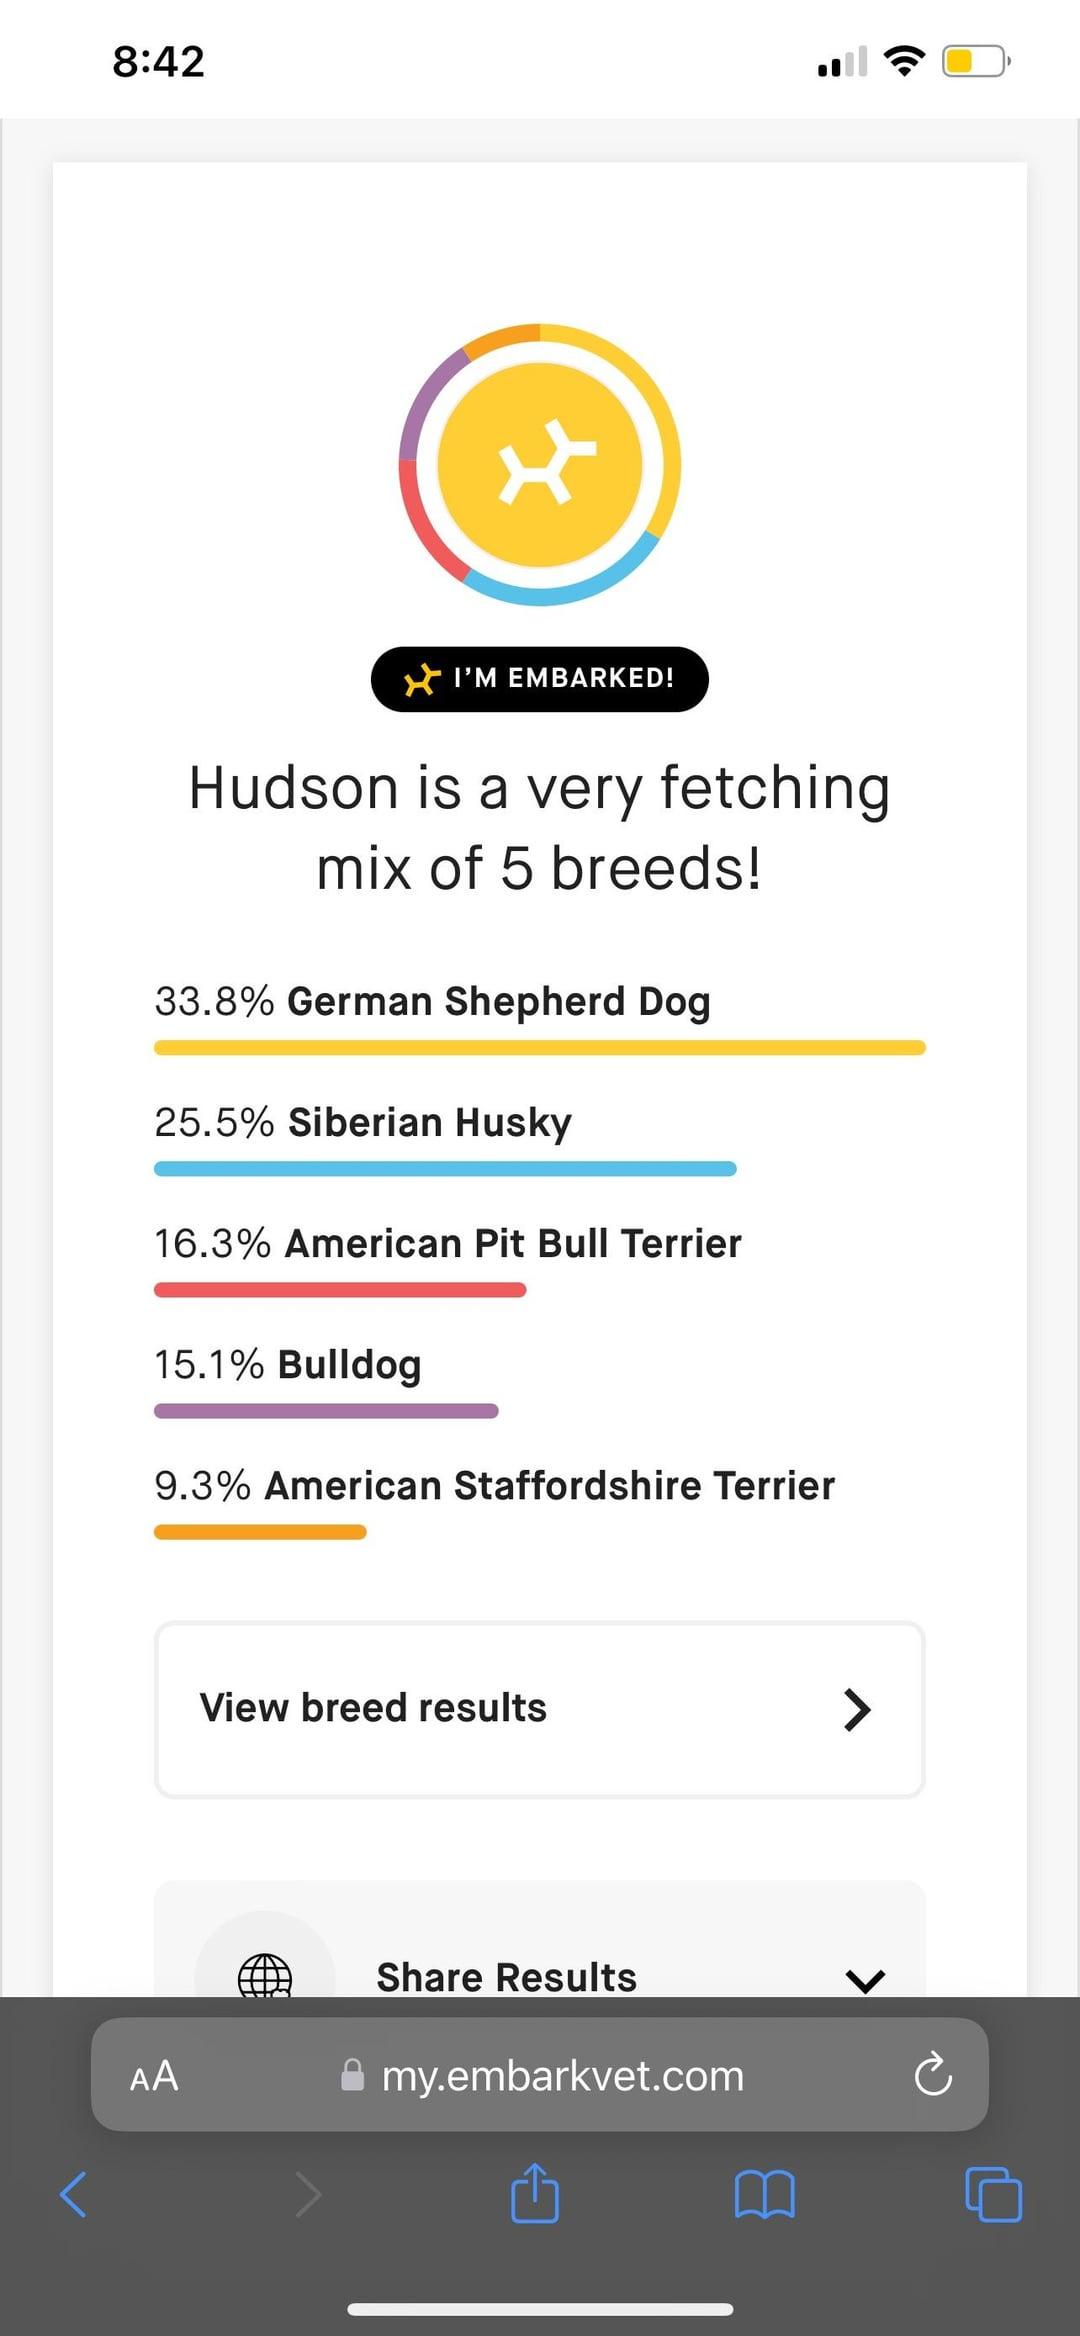 8:42
I'M EMBARKED!
Hudson is a very fetching
mix of 5 breeds!
33.8% German Shepherd Dog
25.5% Siberian Husky
16.3% American Pit Bull Terrier
15.1% Bulldog
9.3% American Staffordshire Terrier
View breed results
Share Results
AA my.embarkvet.com